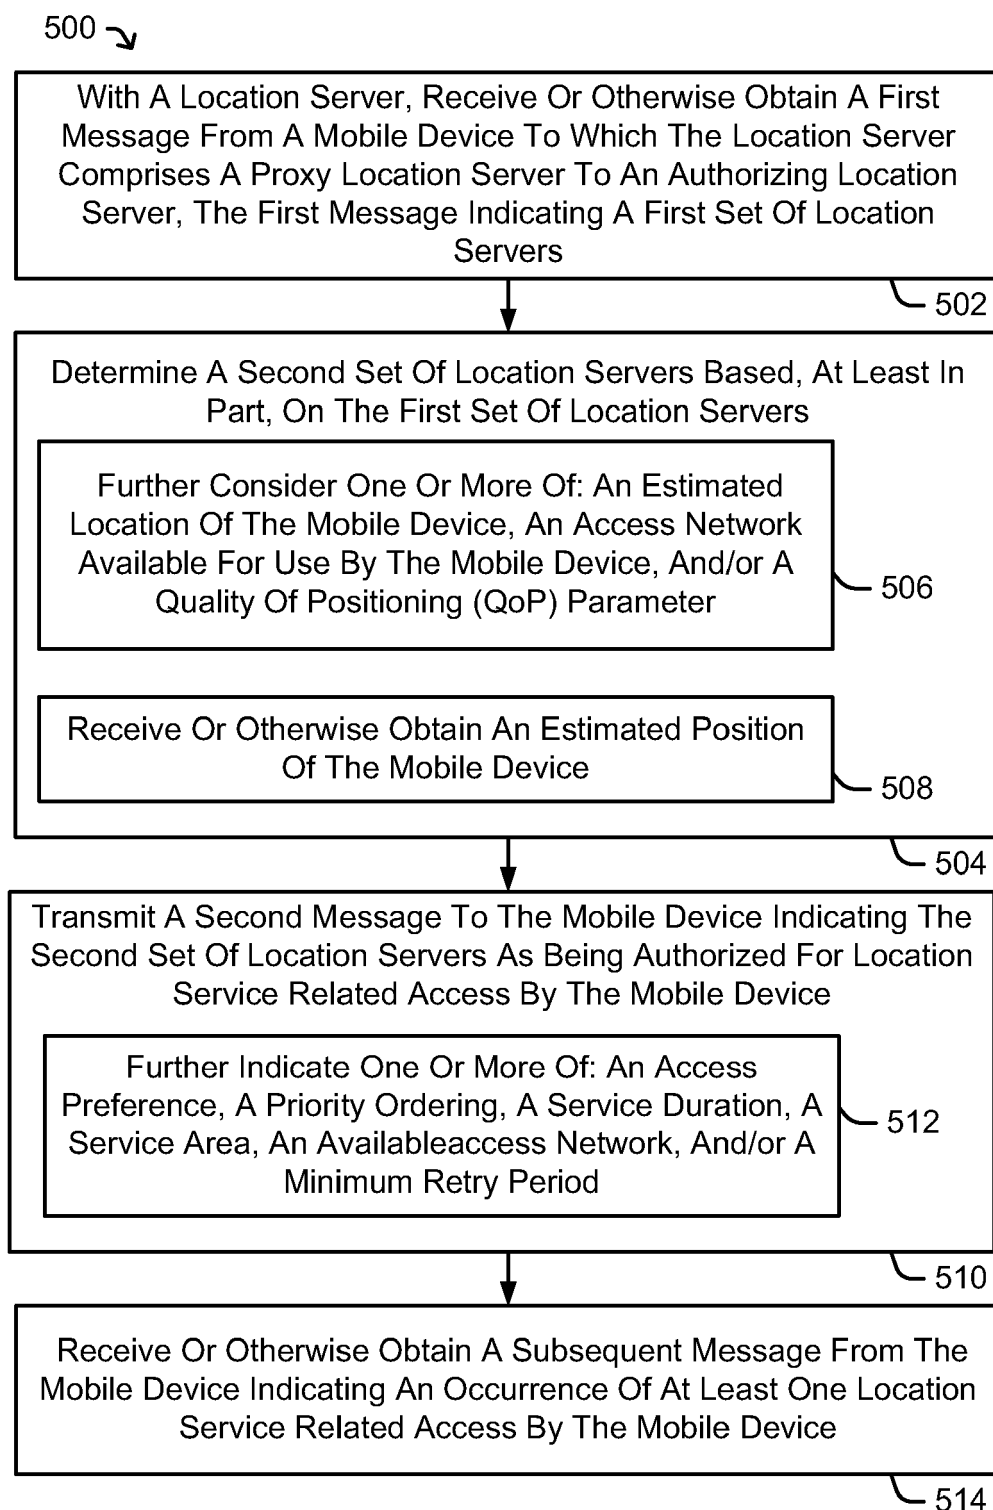 500
With A Location Server, Receive Or Otherwise Obtain A First
Message From A Mobile Device To Which The Location Server
Comprises A Proxy Location Server To An Authorizing Location
Server, The First Message Indicating A First Set Of Location
Servers
502
Determine A Second Set Of Location Servers Based, At Least In
Part, On The First Set Of Location Servers
Further Consider One Or More Of: An Estimated
Location Of The Mobile Device, An Access Network
Available For Use By The Mobile Device, And/or A
Quality Of Positioning (QoP) Parameter
506
Receive Or Otherwise Obtain An Estimated Position
Of The Mobile Device
508
504
Transmit A Second Message To The Mobile Device Indicating The
Second Set Of Location Servers As Being Authorized For Location
Service Related Access By The Mobile Device
Further Indicate One Or More Of: An Access
Preference, A Priority Ordering, A Service Duration, A
Service Area, An Availableaccess Network, And/or A
Minimum Retry Period
512
510
Receive Or Otherwise Obtain A Subsequent Message From The
Mobile Device Indicating An Occurrence Of At Least One Location
Service Related Access By The Mobile Device
514